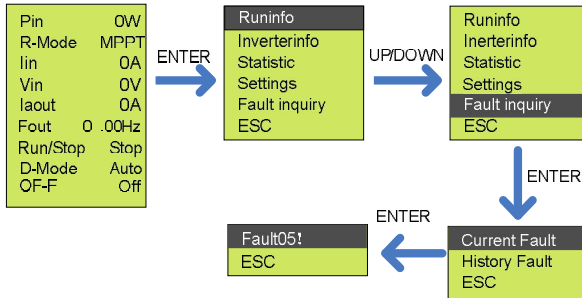 Pin 0W
R-Mode MPPT
Iin 0A
Vin 0V
Iaout 0A
Fout 0 .00Hz
Run/Stop Stop
D-Mode Auto
OF-F Off
ENTER
Runinfo
Inverterinfo
Statistic
Settings
Fault inquiry
ESC
UP/DOWN
Runinfo
Inerterinfo
Statistic
Settings
Fault inquiry
ESC
ENTER
Current Fault
History Fault
ESC
ENTER
Fault05!
ESC